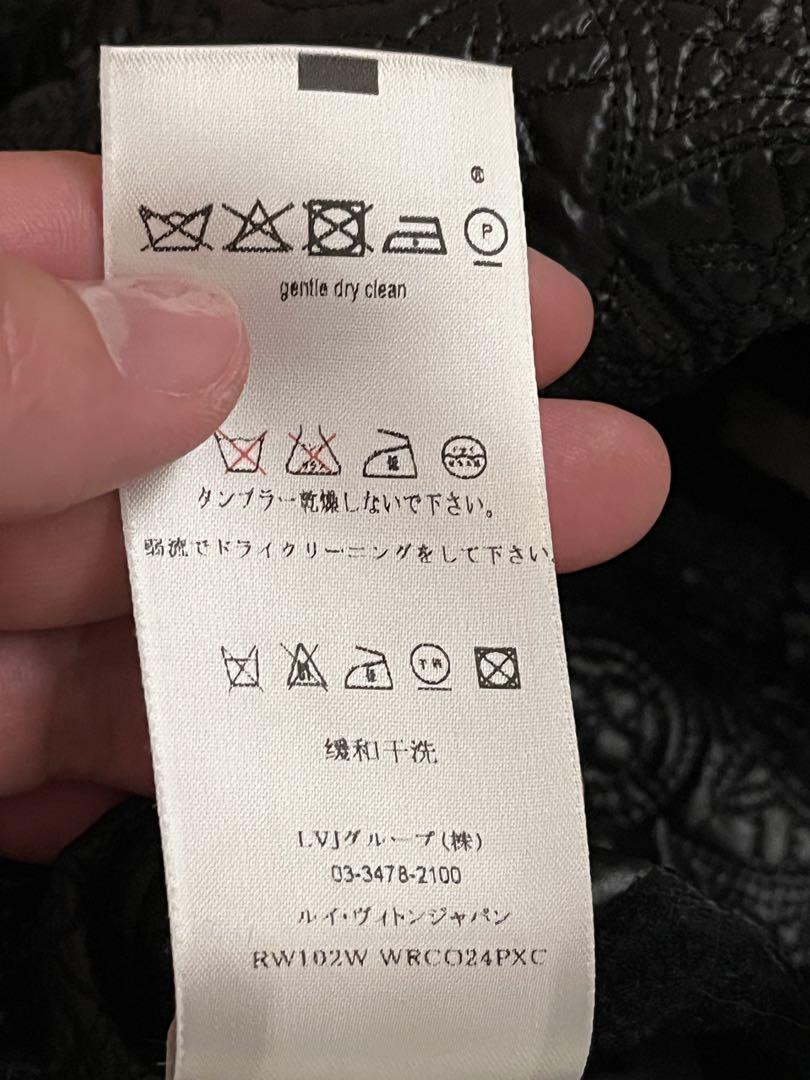 P
gentle dry clean
タンブラー乾燥しないで下さい。
弱流でドライクリーニングをして下さい。
缓和干洗
LVJグループ(株)
03-3478-2100
ルイ・ヴィトンジャパン
RW102W WRCO24PXC